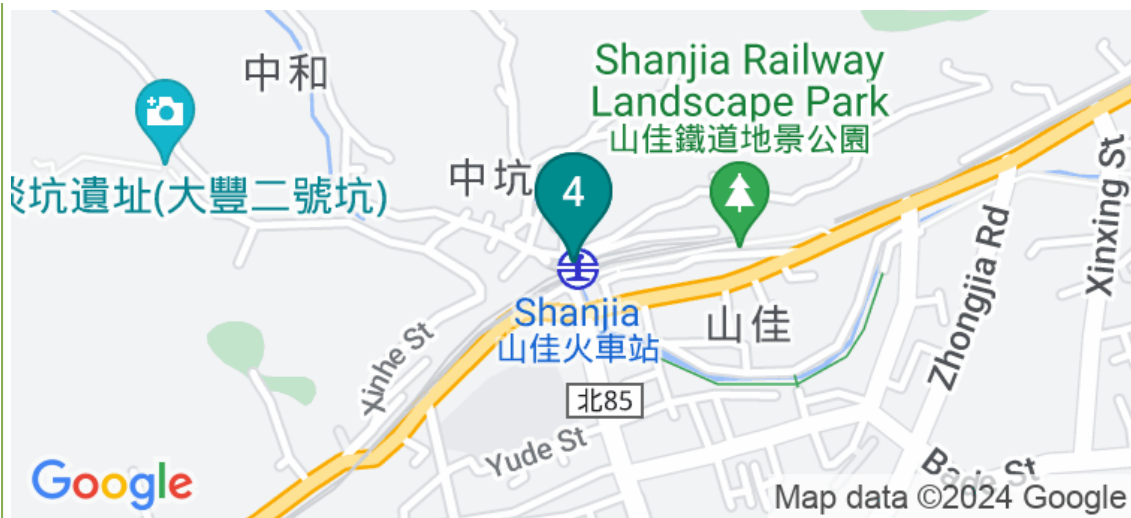 中和
Shanjia Railway
Landscape Park
山佳鐵道地景公園
中坑
4
坑遺址(大豐二號坑)
Xinxing St
Zhongjia Rd
Shanjia
山佳火車站
山佳
Xinhe St
北85
Yude St
Bade St
Google
Map data ©2024 Google